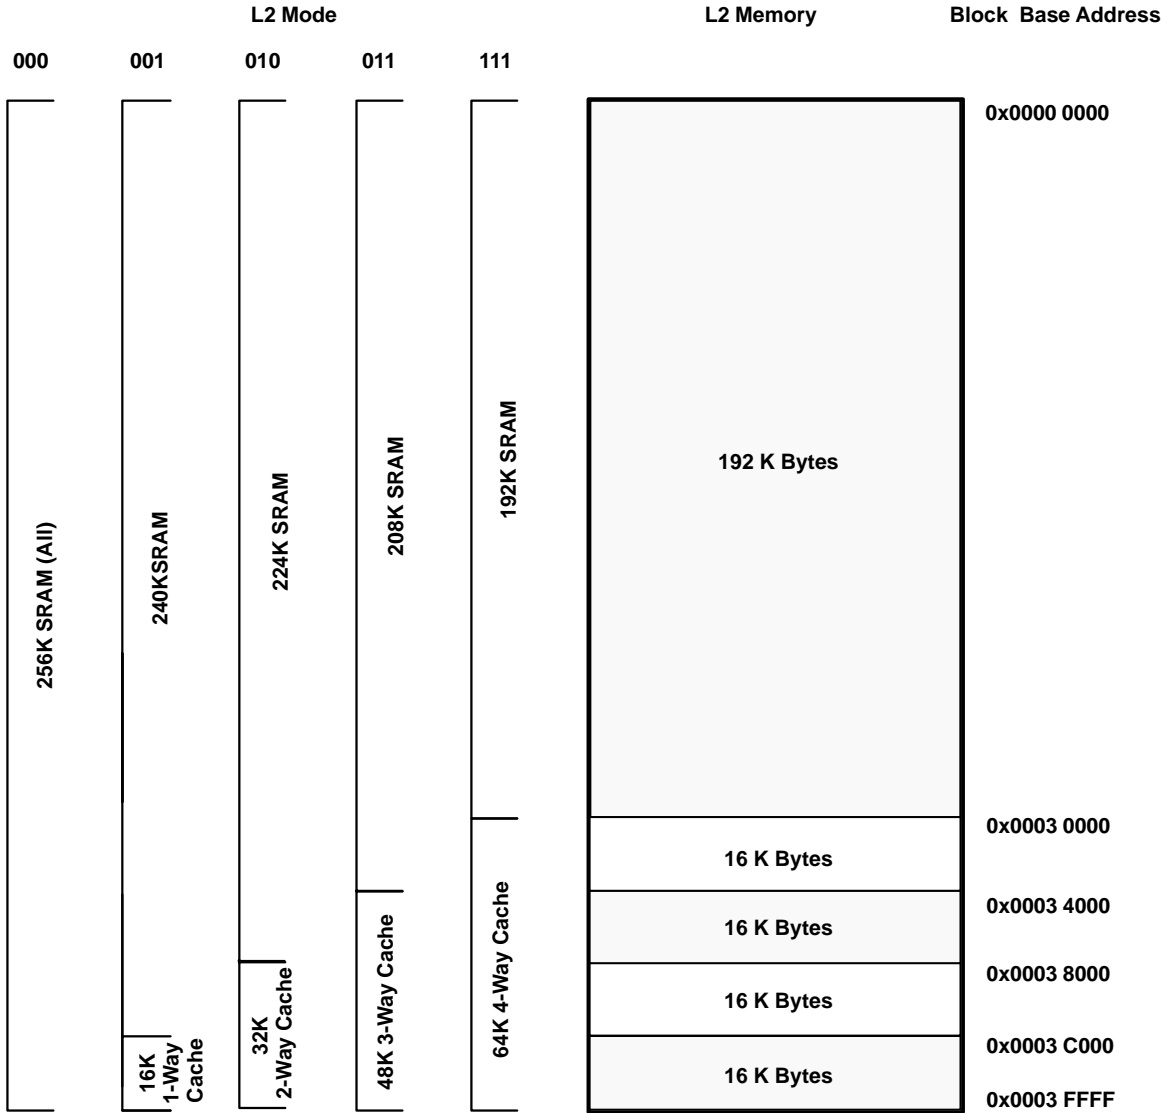 L2 Mode
L2 Memory
Block Base Address
000
001
010
011
111
0x0000 0000
256K SRAM (All)
240KSRAM
224K SRAM
208K SRAM
192K SRAM
192 K Bytes
0x0003 0000
16 K Bytes
0x0003 4000
16 K Bytes
0x0003 8000
16 K Bytes
0x0003 C000
16 K Bytes
0x0003 FFFF
16K
1-Way
Cache
32K
2-Way Cache
48K 3-Way Cache
64K 4-Way Cache